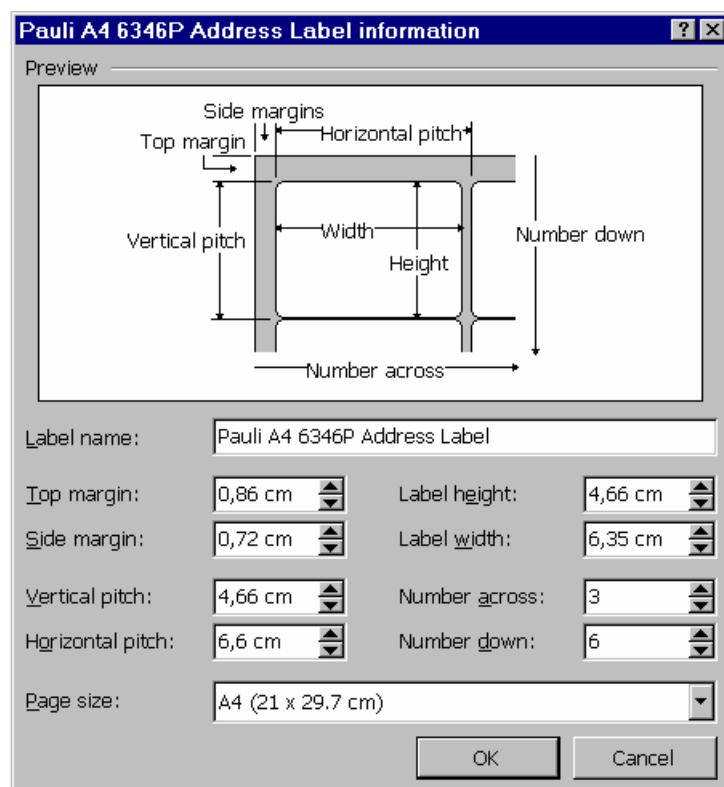 Pauli A4 6346P Address Label information
Preview
Side margins
Horizontal pitch
Top margin
Vertical pitch
Width
Number down
Height
Number across
Label name: Pauli A4 6346P Address Label
Top margin: 0,86 cm Label height: 4,66 cm
Side margin: 0,72 cm Label width: 6,35 cm
Vertical pitch: 4,66 cm Number across: 3
Horizontal pitch: 6,6 cm Number down: 6
Page size: A4 (21 x 29.7 cm)
OK Cancel